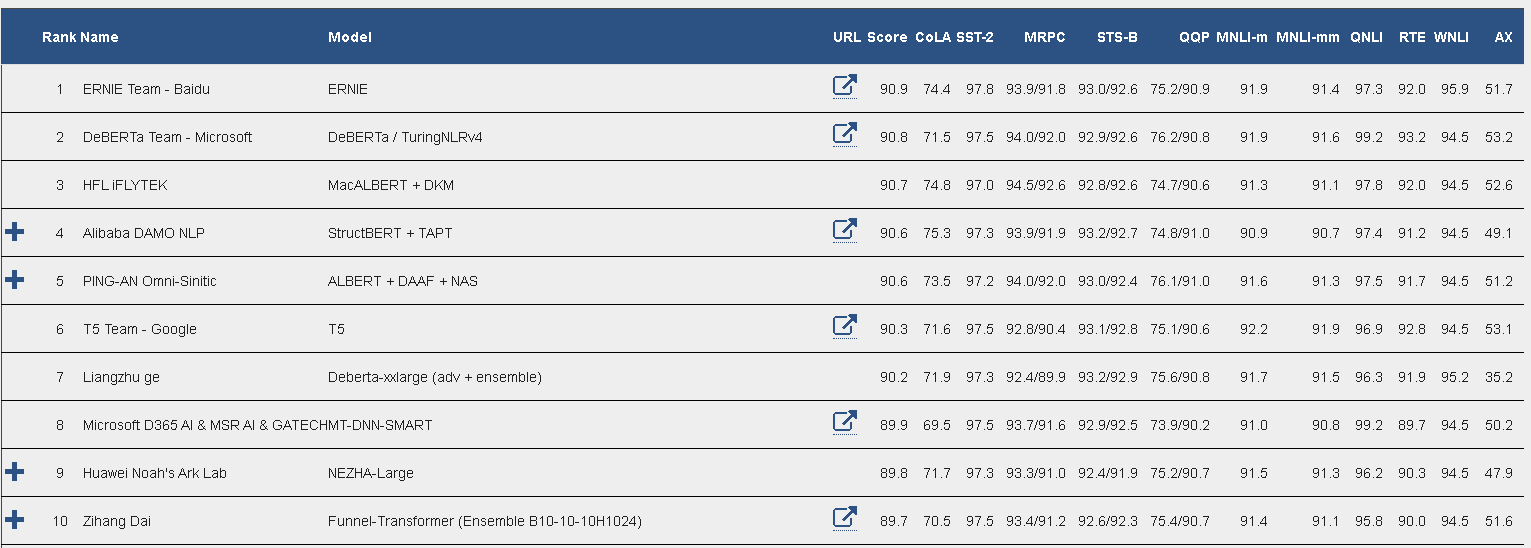 Rank Name Model URL Score CoLA SST-2 MRPC STS-B QQP MNLI-m MNLI-mm QNLI RTE WNLI AX
1 ERNIE Team - Baidu ERNIE 90.9 74.4 97.8 93.9/91.8 93.0/92.6 75.2/90.9 91.9 91.4 97.3 92.0 95.9 51.7
2 DeBERTa Team - Microsoft DeBERTa / TuringNLRv4 90.8 71.5 97.5 94.0/92.0 92.9/92.6 76.2/90.8 91.9 91.6 99.2 93.2 94.5 53.2
3 HFL iFLYTEK MacALBERT + DKM 90.7 74.8 97.0 94.5/92.6 92.8/92.6 74.7/90.6 91.3 91.1 97.8 92.0 94.5 52.6
4 Alibaba DAMO NLP StructBERT + TAPT 90.6 75.3 97.3 93.9/91.9 93.2/92.7 74.8/91.0 90.9 90.7 97.4 91.2 94.5 49.1
5 PING-AN Omni-Sinitic ALBERT + DAAF + NAS 90.6 73.5 97.2 94.0/92.0 93.0/92.4 76.1/91.0 91.6 91.3 97.5 91.7 94.5 51.2
6 T5 Team - Google T5 90.3 71.6 97.5 92.8/90.4 93.1/92.8 75.1/90.6 92.2 91.9 96.9 92.8 94.5 53.1
7 Liangzhu ge Deberta-xxlarge (adv + ensemble) 90.2 71.9 97.3 92.4/89.9 93.2/92.9 75.6/90.8 91.7 91.5 96.3 91.9 95.2 35.2
8 Microsoft D365 AI & MSR AI & GATECHMT-DNN-SMART 89.9 69.5 97.5 93.7/91.6 92.9/92.5 73.9/90.2 91.0 90.8 99.2 89.7 94.5 50.2
9 Huawei Noah's Ark Lab NEZHA-Large 89.8 71.7 97.3 93.3/91.0 92.4/91.9 75.2/90.7 91.5 91.3 96.2 90.3 94.5 47.9
10 Zihang Dai Funnel-Transformer (Ensemble B10-10-10H1024) 89.7 70.5 97.5 93.4/91.2 92.6/92.3 75.4/90.7 91.4 91.1 95.8 90.0 94.5 51.6